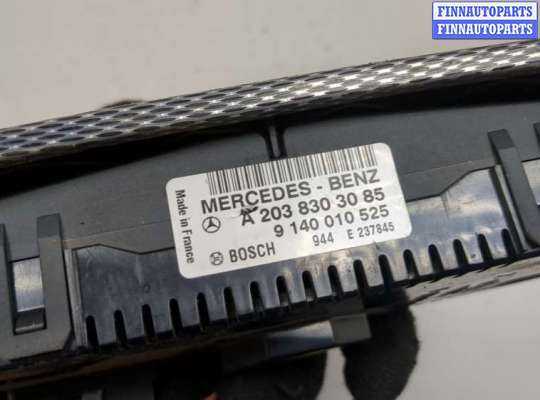 FINNAUTOPARTS
FINNAUTOPARTS
Made in France
MERCEDES - BENZ
A 203 830 30 85
9 140 010 525
BOSCH 944 E 237845